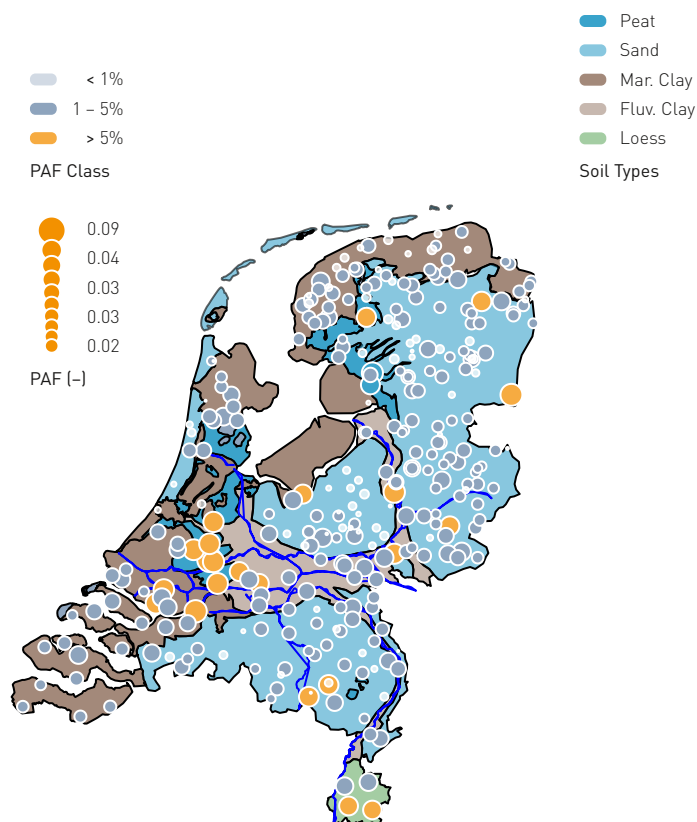 Peat
Sand
Mar. Clay
Fluv. Clay
Loess
Soil Types
< 1%
1 – 5%
> 5%
PAF Class
0.09
0.04
0.03
0.03
0.02
PAF (–)